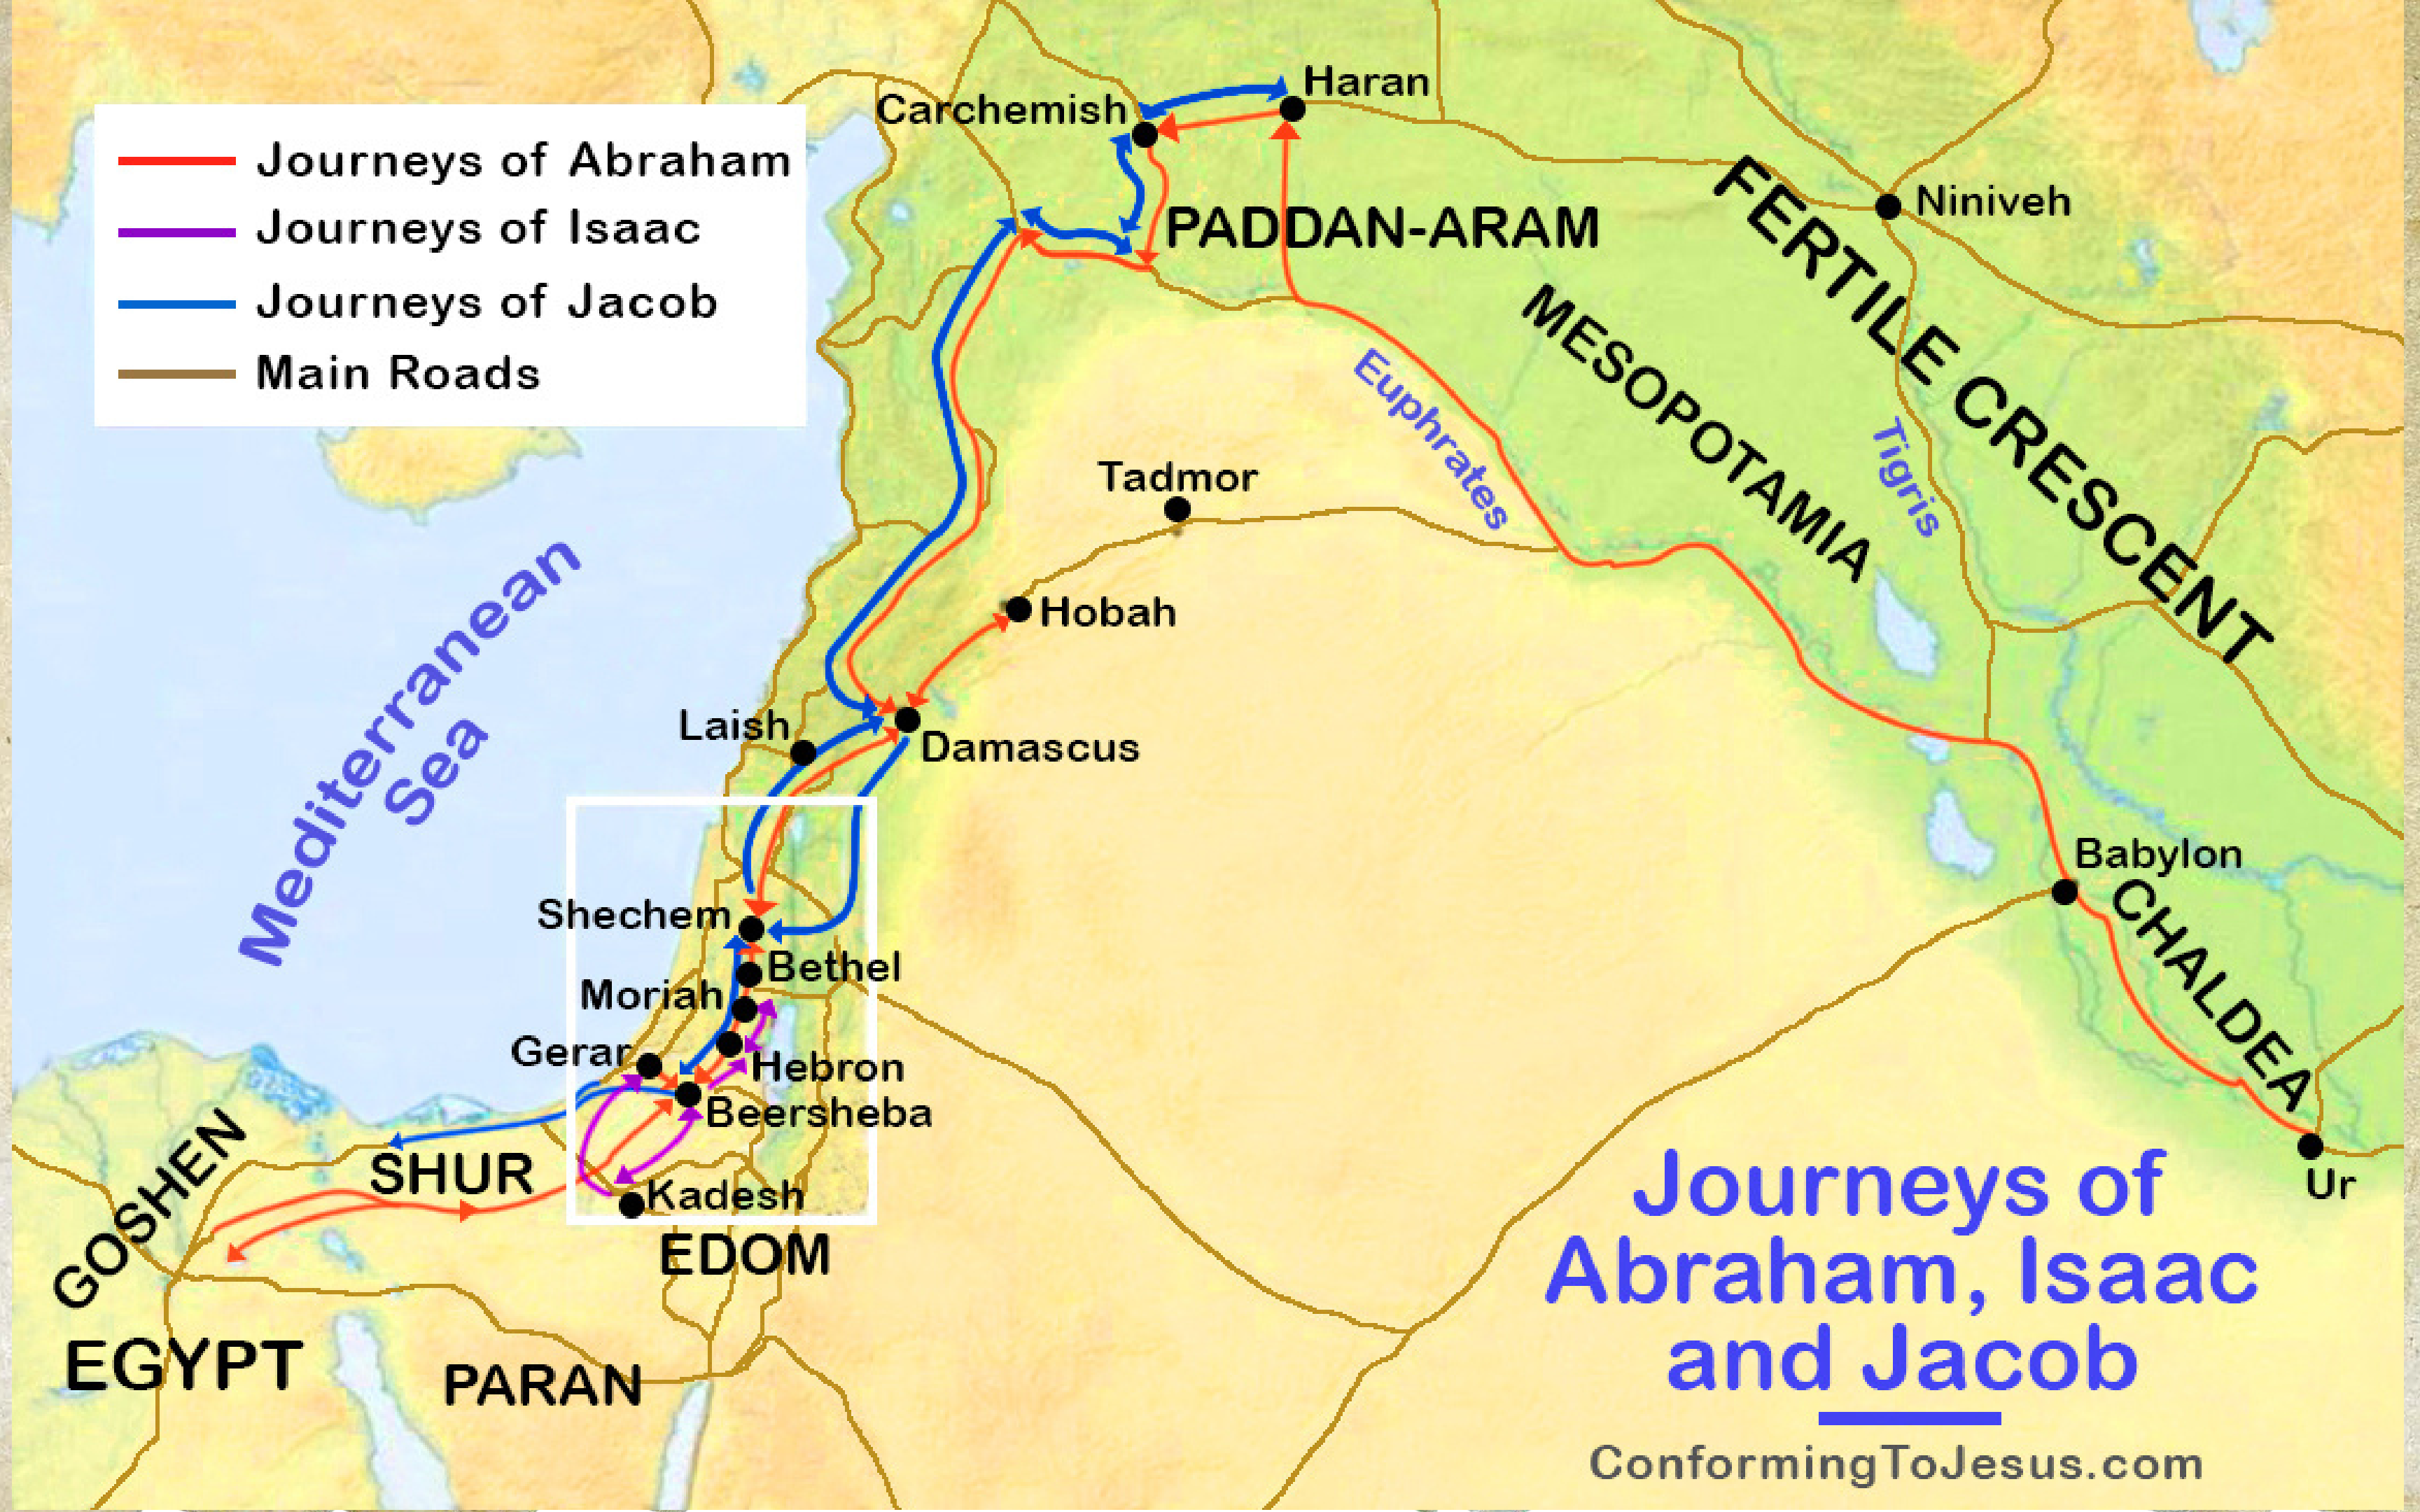 Journeys of Abraham
Journeys of Isaac
Journeys of Jacob
Main Roads
Haran
Carchemish
PADDAN-ARAM
Niniveh
FERTILE CRESCENT
MESOPOTAMIA
Euphrates
Tigris
Tadmor
Hobah
Mediterranean
Sea
Laish
Damascus
Babylon
CHALDEA
Shechem
Bethel
Moriah
Gerar
Hebron
Beersheba
SHUR
GOSHEN
Kadesh
Ur
EDOM
EGYPT
PARAN
Journeys of
Abraham, Isaac
and Jacob
ConformingToJesus.com